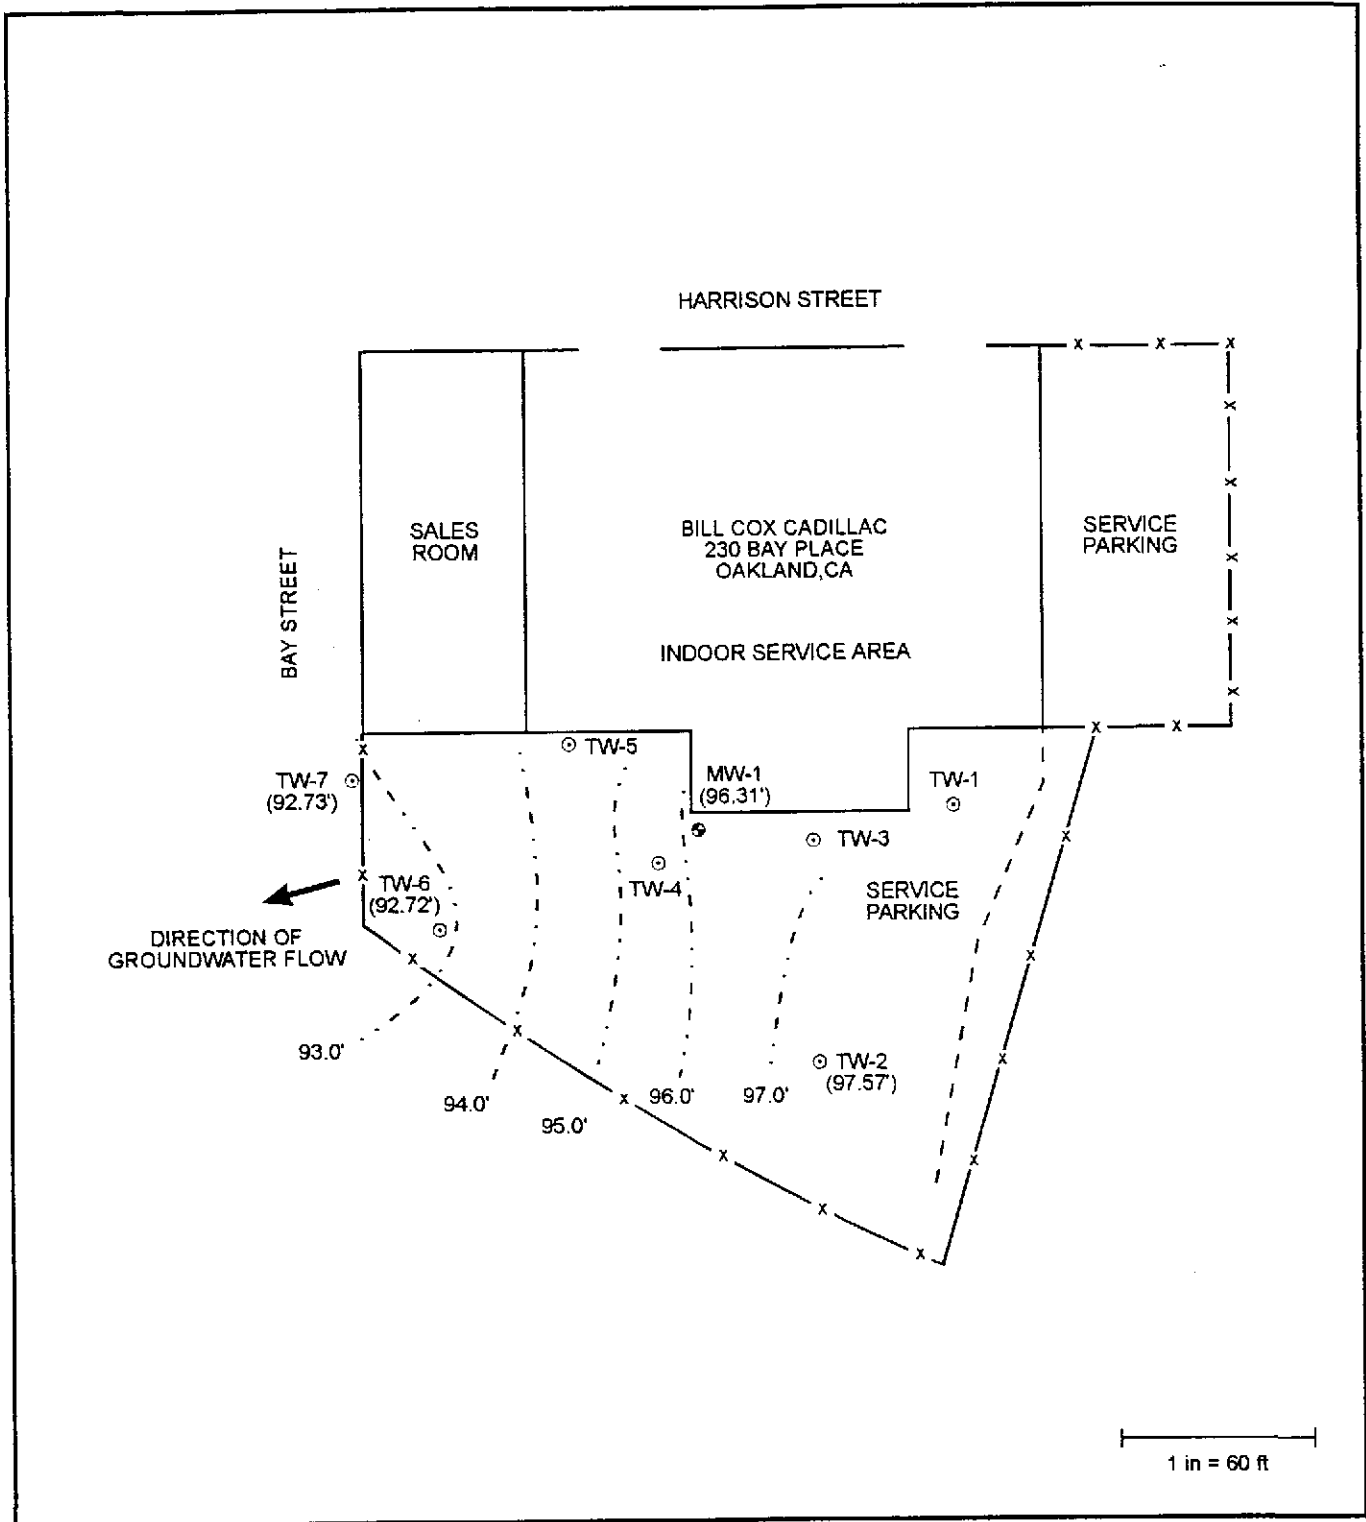 HARRISON STREET
SALES
ROOM
BILL COX CADILLAC
230 BAY PLACE
OAKLAND,CA
SERVICE
PARKING
BAY STREET
INDOOR SERVICE AREA
TW-5
TW-7
(92.73')
MW-1
(96.31')
TW-1
TW-3
TW-4
TW-6
(92.72')
SERVICE
PARKING
DIRECTION OF
GROUNDWATER FLOW
93.0'
TW-2
(97.57')
94.0'
95.0'
96.0'
97.0'
1 in = 60 ft